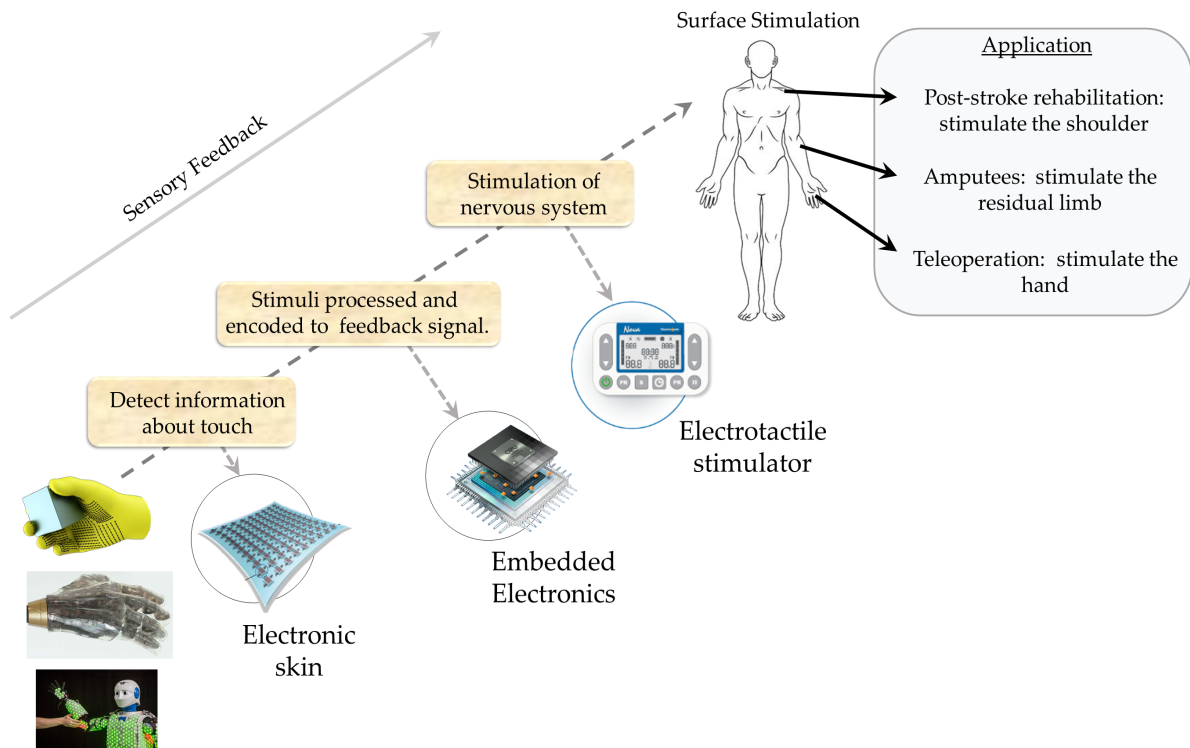 Surface Stimulation
Application
Post-stroke rehabilitation:
stimulate the shoulder
Amputees: stimulate the
residual limb
Teleoperation: stimulate the
hand
Sensory Feedback
Stimulation of
nervous system
Stimuli processed and
encoded to feedback signal.
Detect information
about touch
Electrotactile
stimulator
Embedded
Electronics
Electronic
skin